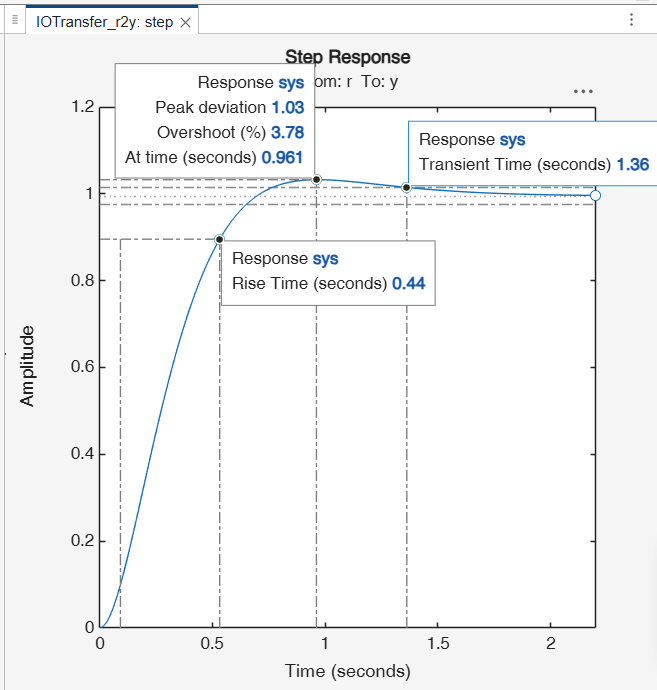 IOTransfer_r2y: step
Step Response
om: r To: y
Response sys
Peak deviation 1.03
Overshoot (%) 3.78
At time (seconds) 0.961
Response sys
Transient Time (seconds) 1.36
Response sys
Rise Time (seconds) 0.44
Amplitude
1.2
1
0.8
0.6
0.4
0.2
0
0
0.5
1
1.5
2
Time (seconds)